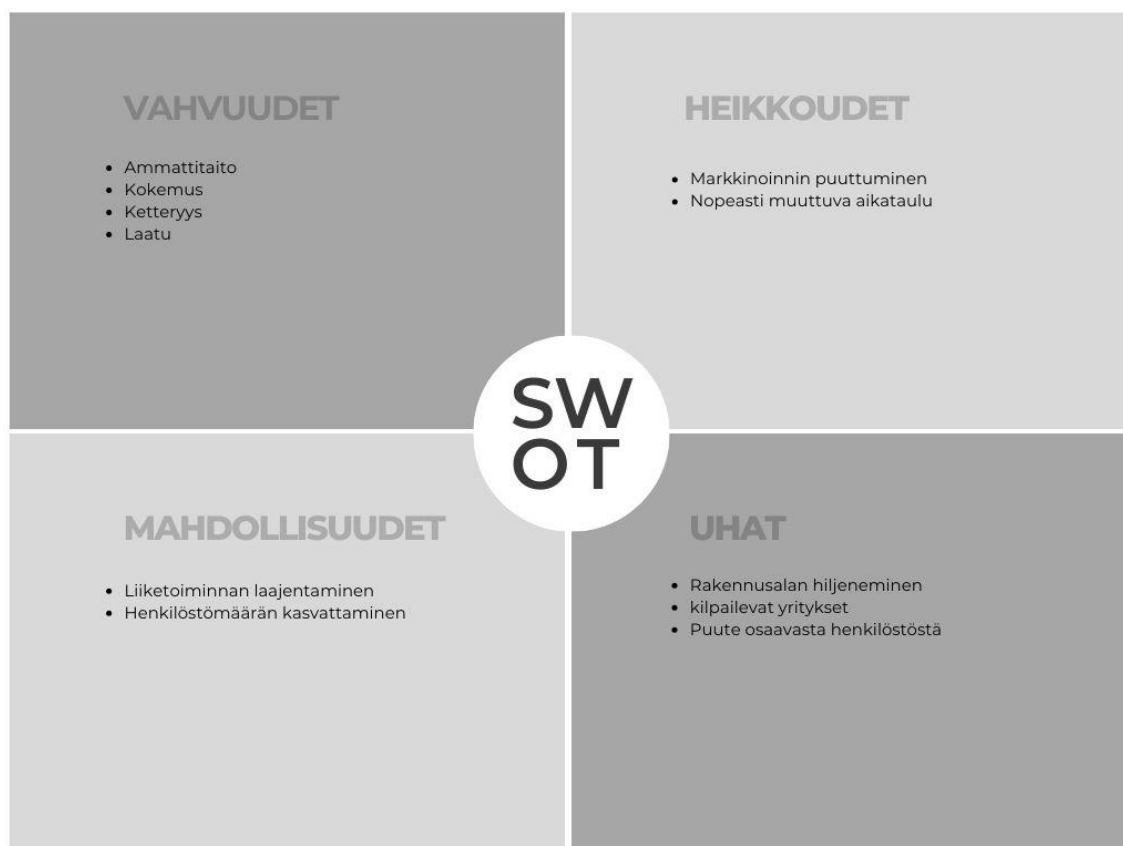 VAHVUUDET
• Ammattitaito
• Kokemus
• Ketteryys
• Laatu
HEIKKOUDET
• Markkinoinnin puuttuminen
• Nopeasti muuttuva aikataulu
SW
OT
MAHDOLLISUUDET
• Liiketoiminnan laajentaminen
• Henkilöstömäärän kasvattaminen
UHAT
• Rakennusalan hiljeneminen
• kilpailevat yritykset
• Puute osaavasta henkilöstöstä